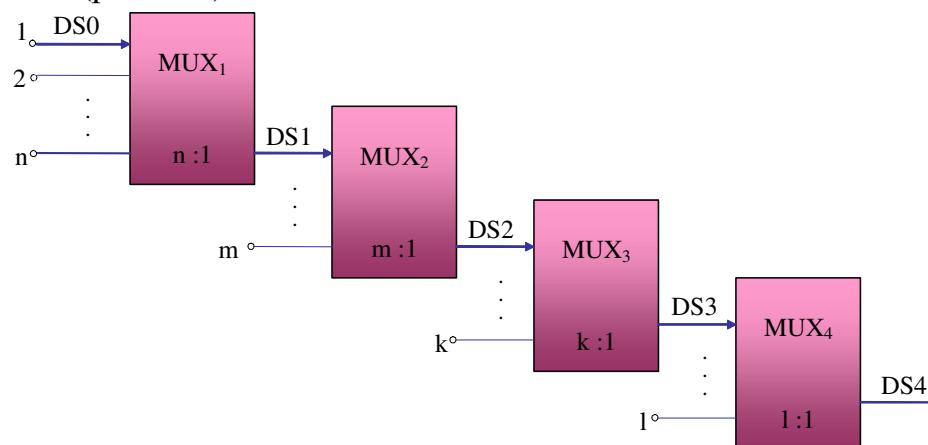 1
DS0
MUX₁
2
n
n :1
DS1
MUX₂
m
m :1
DS2
MUX₃
k
k :1
DS3
MUX₄
l
l :1
DS4